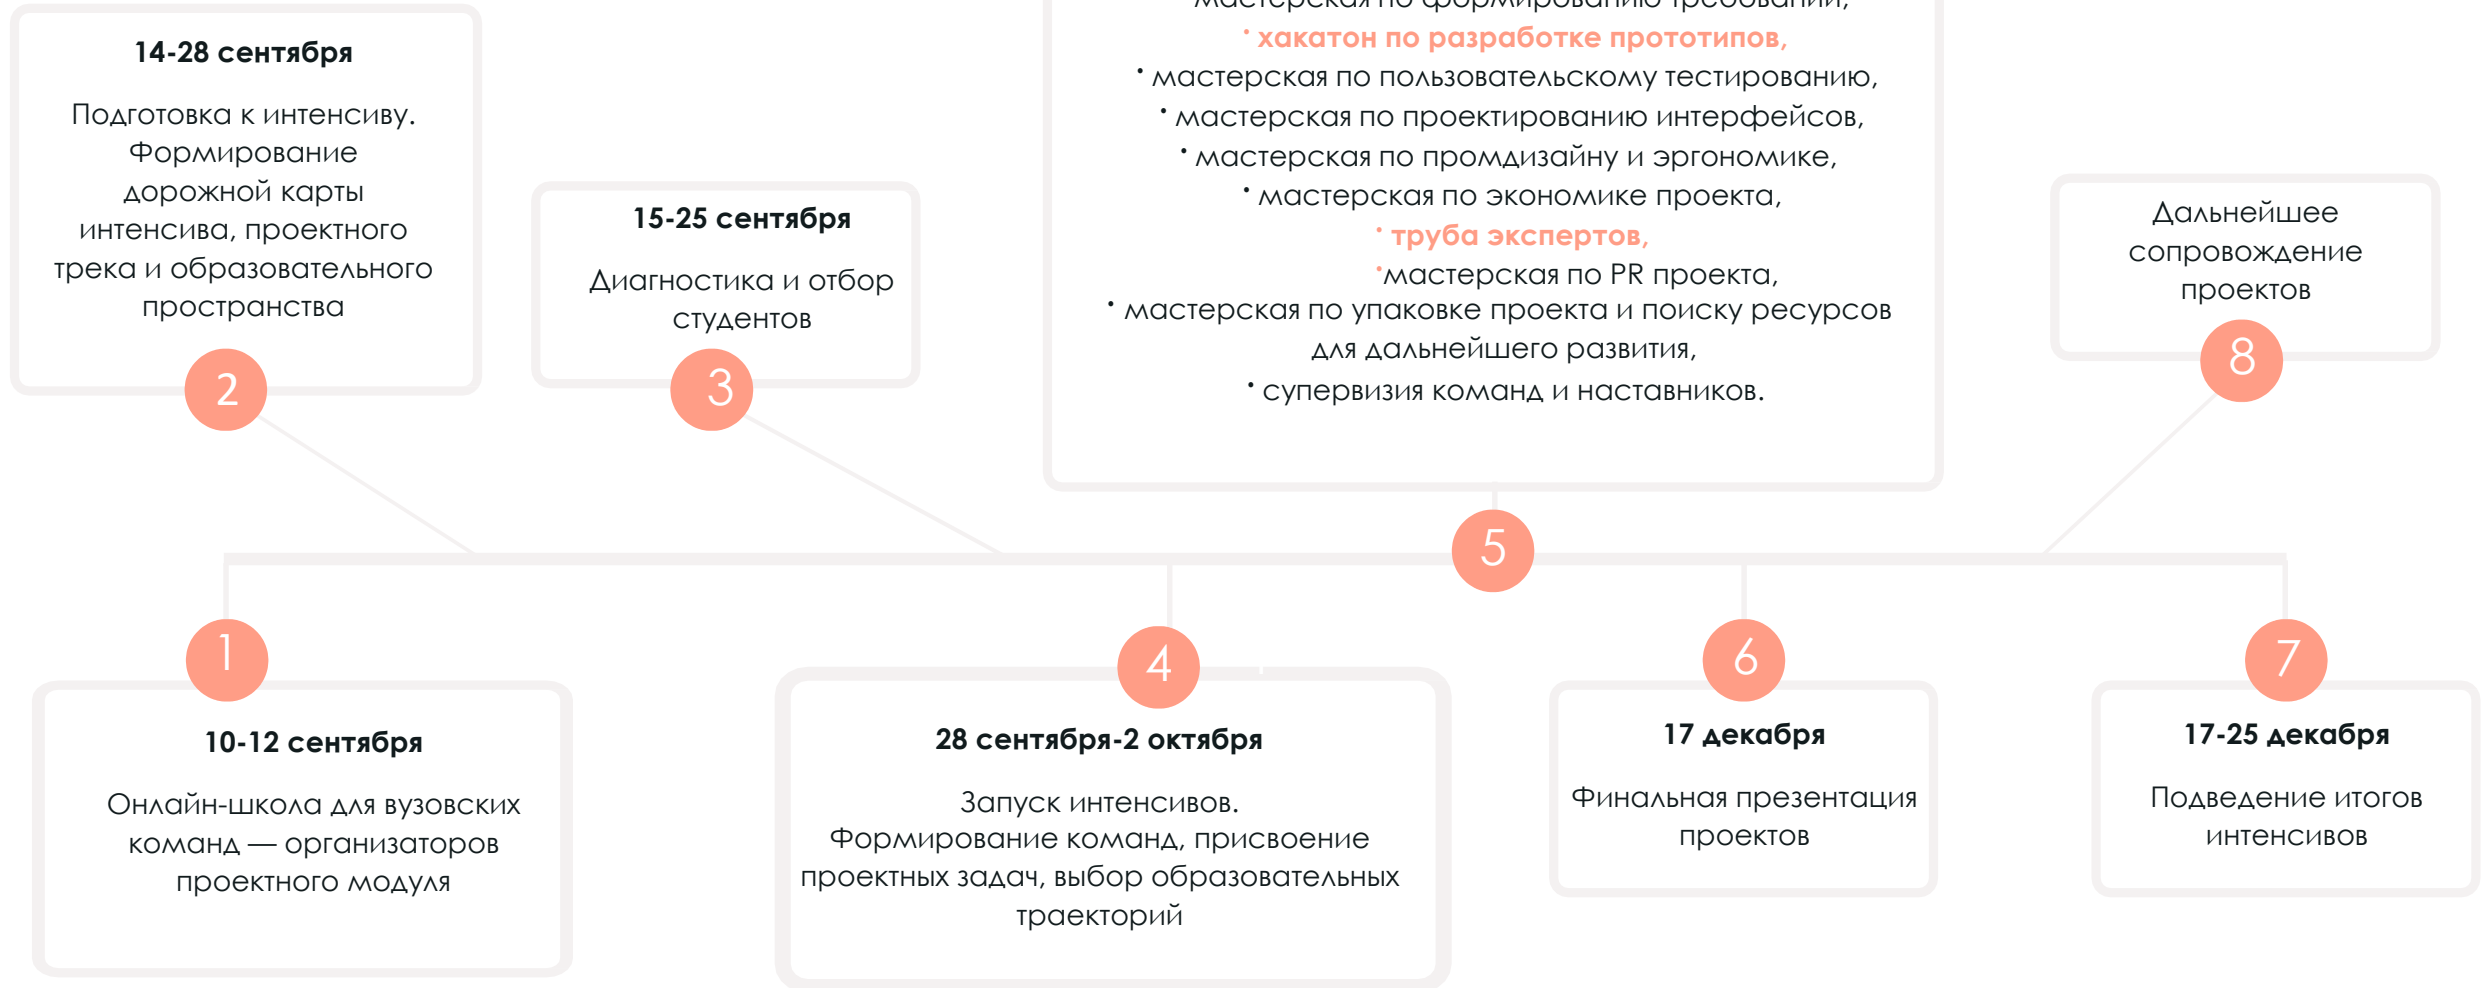 14-28 сентября
Подготовка к интенсиву.
Формирование
дорожной карты
интенсива, проектного
трека и образовательного
пространства
2
15-25 сентября
Диагностика и отбор
студентов
3
мастерская по формированию требований,
• хакатон по разработке прототипов,
• мастерская по пользовательскому тестированию,
• мастерская по проектированию интерфейсов,
• мастерская по промдизайну и эргономике,
• мастерская по экономике проекта,
• труба экспертов,
•мастерская по PR проекта,
• мастерская по упаковке проекта и поиску ресурсов
для дальнейшего развития,
• супервизия команд и наставников.
5
Дальнейшее
сопровождение
проектов
8
1
10-12 сентября
Онлайн-школа для вузовских
команд — организаторов
проектного модуля
4
28 сентября-2 октября
Запуск интенсивов.
Формирование команд, присвоение
проектных задач, выбор образовательных
траекторий
6
17 декабря
Финальная презентация
проектов
7
17-25 декабря
Подведение итогов
интенсивов